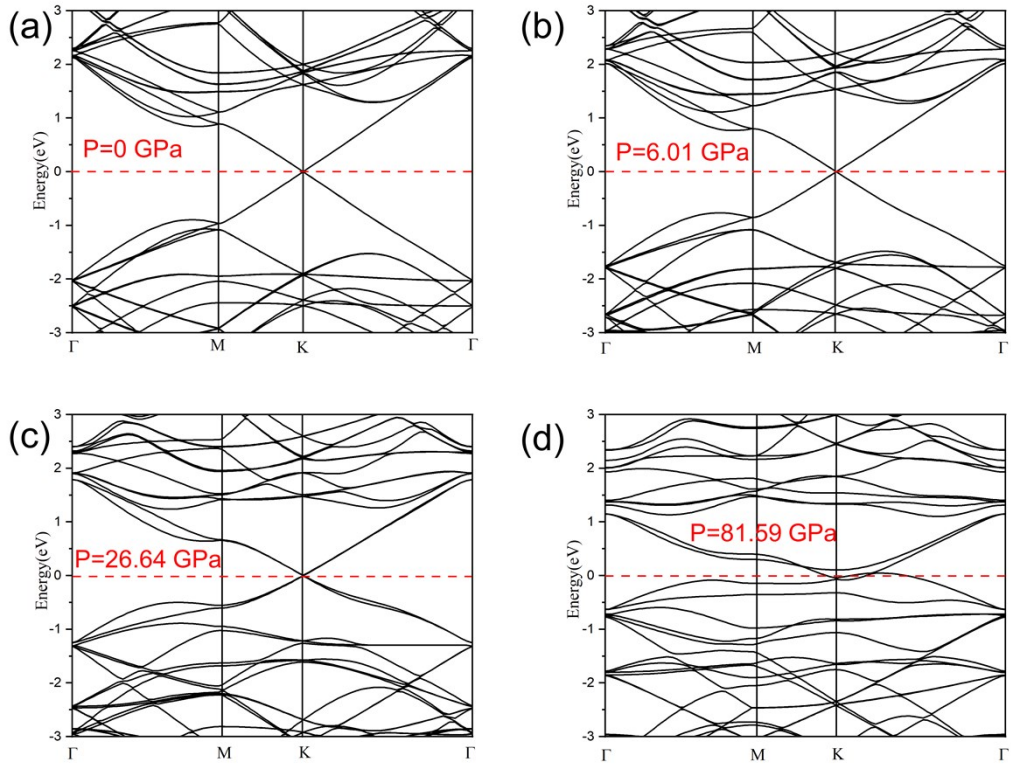 (a)
3
2
1
0
-1
-2
-3
Energy(eV)
P=0 GPa
Γ M K Γ
(b)
3
2
1
0
-1
-2
-3
Energy(eV)
P=6.01 GPa
Γ M K Γ
(c)
3
2
1
0
-1
-2
-3
Energy(eV)
P=26.64 GPa
Γ M K Γ
(d)
3
2
1
0
-1
-2
-3
Energy(eV)
P=81.59 GPa
Γ M K Γ